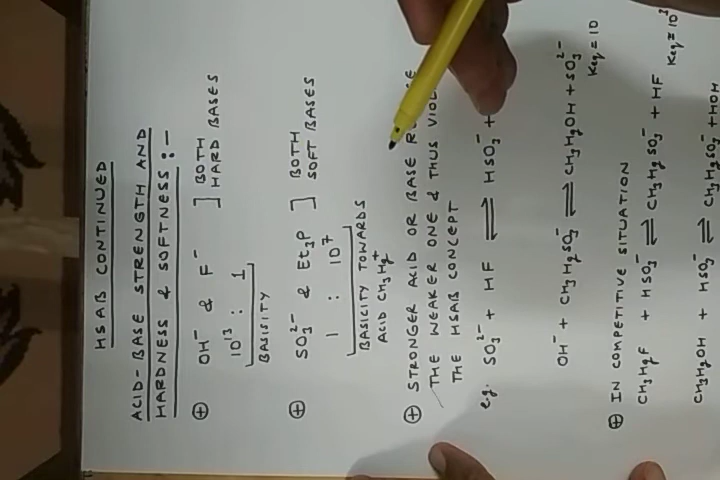 HSAB CONTINUED
ACID-BASE STRENGTH AND
HARDNESS & SOFTNESS :-
⊕ OH⁻ & F⁻ ] BOTH HARD BASES
10¹³ : 1
BASISITY
⊕ SO₃²⁻ & Et₃P ] BOTH SOFT BASES
1 : 10⁷
BASICITY TOWARDS
ACID CH₃Hg⁺
⊕ STRONGER ACID OR BASE
THE WEAKER ONE & THUS
THE HSAB CONCEPT
e.g. SO₃²⁻ + HF ⇌ HSO₃⁻ +
OH⁻ + CH₃HgSO₃⁻ ⇌ CH₃HgOH + SO₃²⁻
Keq = 10
⊕ IN COMPETITIVE SITUATION
CH₃HgF + HSO₃⁻ ⇌ CH₃HgSO₃⁻ + HF
Keq = 10³
CH₃HgOH + HSO₃⁻ ⇌ CH₃HgSO₃⁻ + HOH